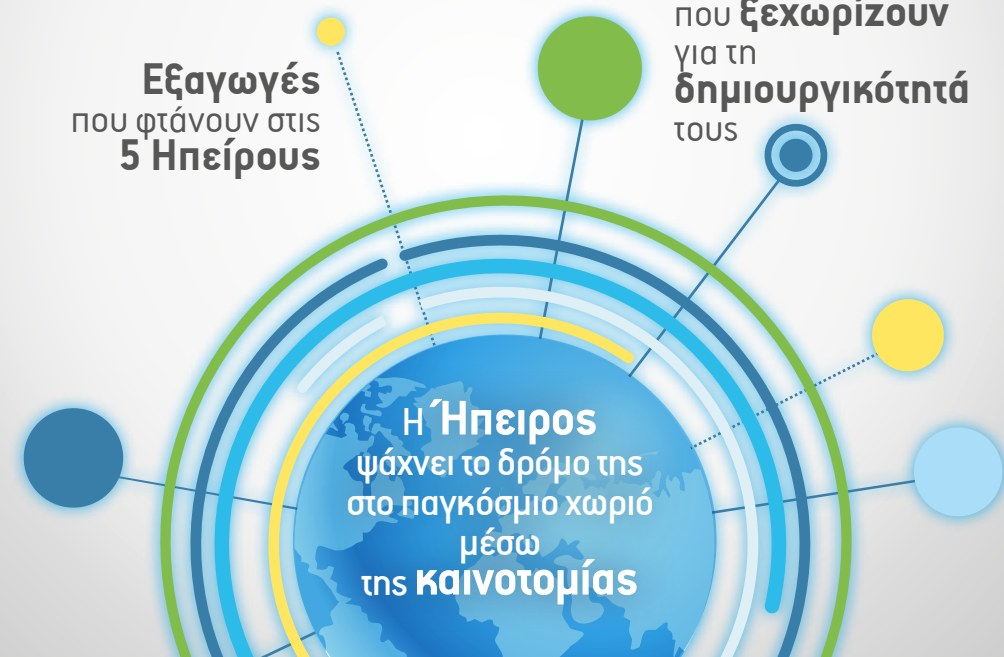 Εξαγωγές
που φτάνουν στις
5 Ηπείρους
που ξεχωρίζουν
για τη
δημιουργικότητά
τους
Η Ήπειρος
ψάχνει το δρόμο της
στο παγκόσμιο χωριό
μέσω
της καινοτομίας